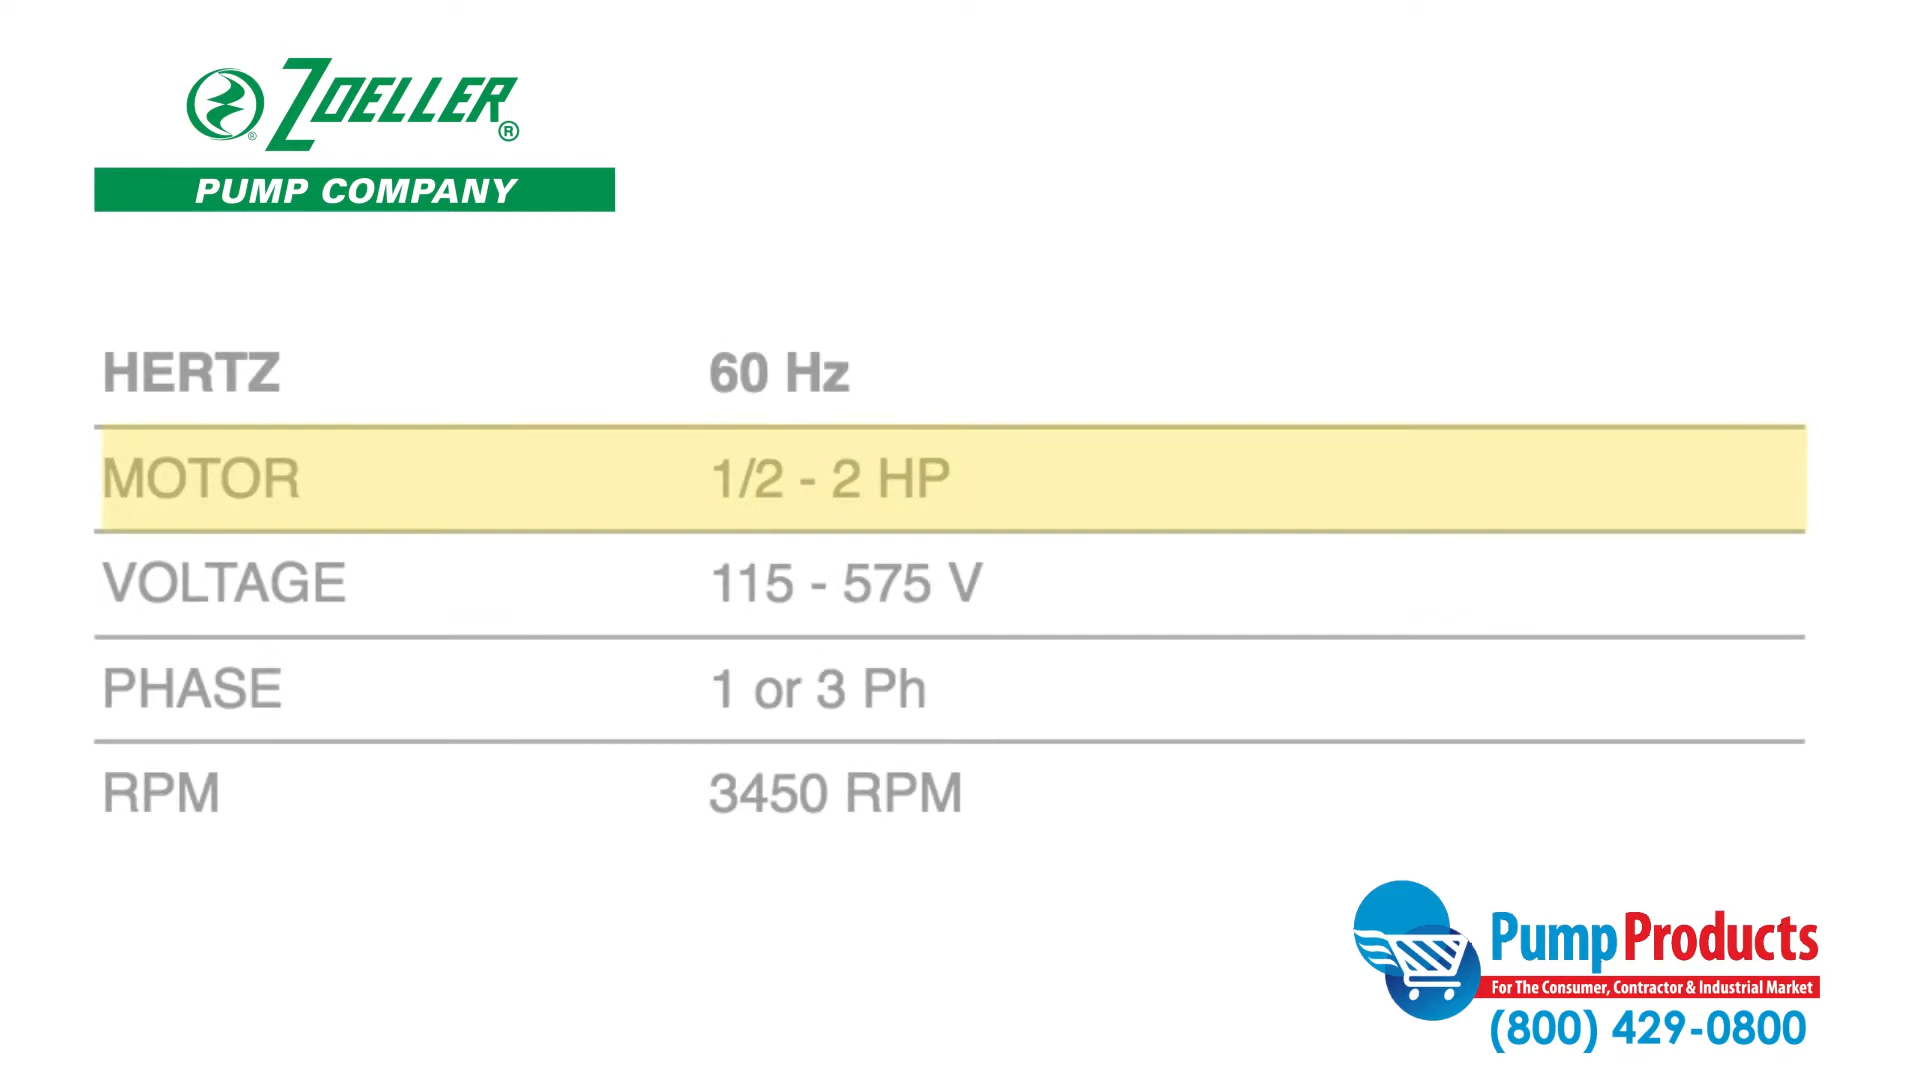 ZOELLER®
PUMP COMPANY
HERTZ 60 Hz
MOTOR 1/2 - 2 HP
VOLTAGE 115 - 575 V
PHASE 1 or 3 Ph
RPM 3450 RPM
Pump Products
For The Consumer, Contractor & Industrial Market
(800) 429-0800